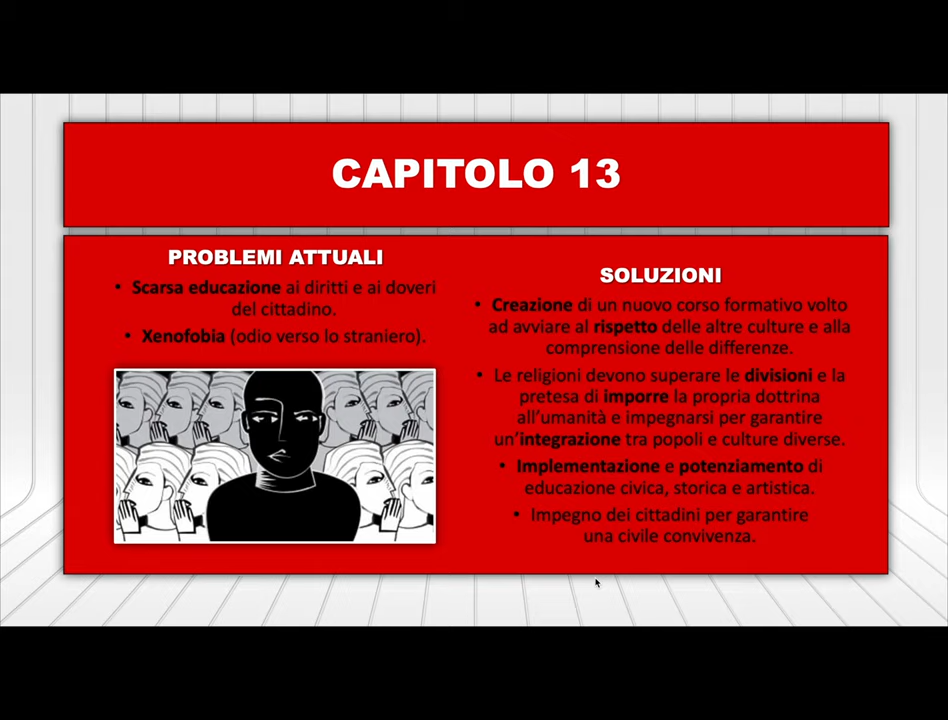 CAPITOLO 13
PROBLEMI ATTUALI
• Scarsa educazione ai diritti e ai doveri
del cittadino.
• Xenofobia (odio verso lo straniero).
SOLUZIONI
• Creazione di un nuovo corso formativo volto
ad avviare al rispetto delle altre culture e alla
comprensione delle differenze.
• Le religioni devono superare le divisioni e la
pretesa di imporre la propria dottrina
all'umanità e impegnarsi per garantire
un'integrazione tra popoli e culture diverse.
• Implementazione e potenziamento di
educazione civica, storica e artistica.
• Impegno dei cittadini per garantire
una civile convivenza.